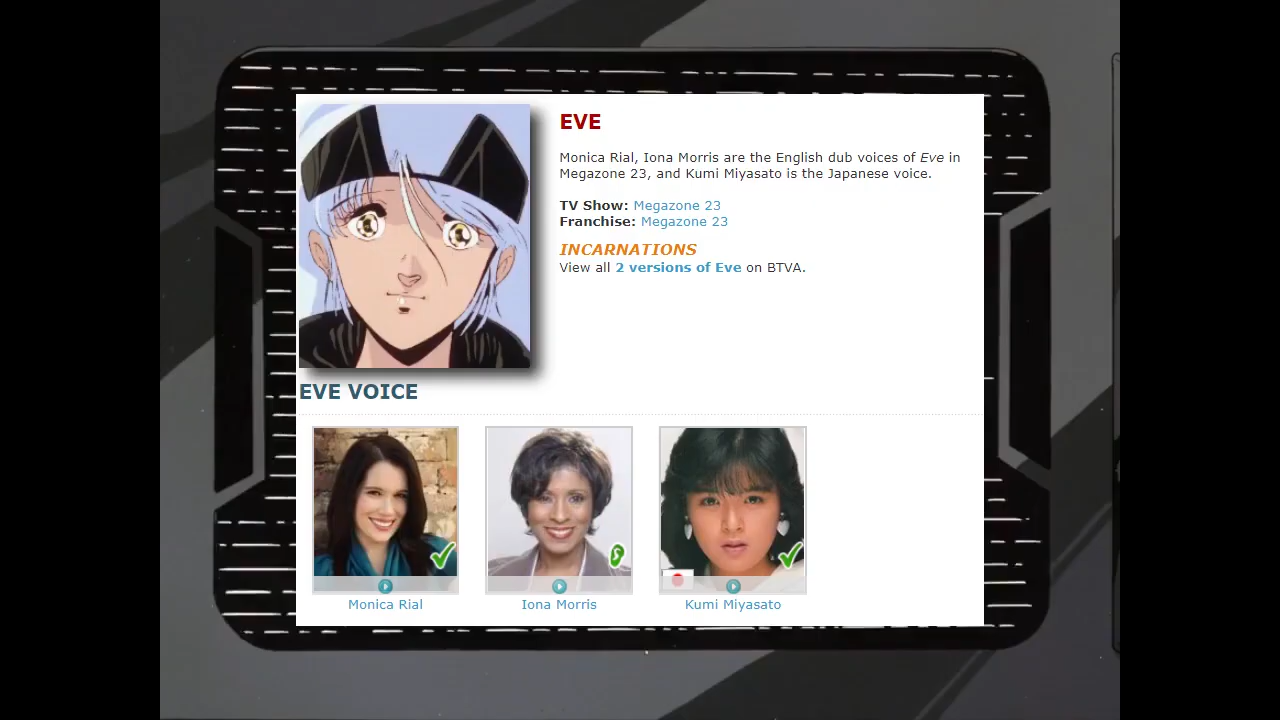 EVE
Monica Rial, Iona Morris are the English dub voices of Eve in
Megazone 23, and Kumi Miyasato is the Japanese voice.
TV Show: Megazone 23
Franchise: Megazone 23
INCARNATIONS
View all 2 versions of Eve on BTVA.
EVE VOICE
Monica Rial
Iona Morris
Kumi Miyasato